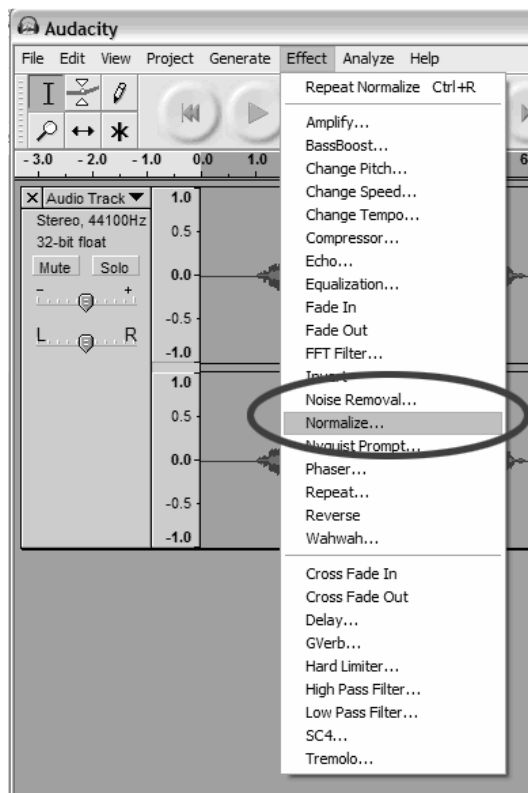 Audacity
File Edit View Project Generate Effect Analyze Help
Repeat Normalize Ctrl+R
Amplify...
BassBoost...
Change Pitch...
Change Speed...
Change Tempo...
Compressor...
Echo...
Equalization...
Fade In
Fade Out
FFT Filter...
Invert
Noise Removal...
Normalize...
Nyquist Prompt...
Phaser...
Repeat...
Reverse
Wahwah...
Cross Fade In
Cross Fade Out
Delay...
GVerb...
Hard Limiter...
High Pass Filter...
Low Pass Filter...
SC4...
Tremolo...
- 3.0 - 2.0 - 1.0 0.0 1.0 6
X Audio Track
Stereo, 44100Hz
32-bit float
Mute Solo
- +
L R
1.0
0.5
0.0
-0.5
-1.0
1.0
0.5
0.0
-0.5
-1.0